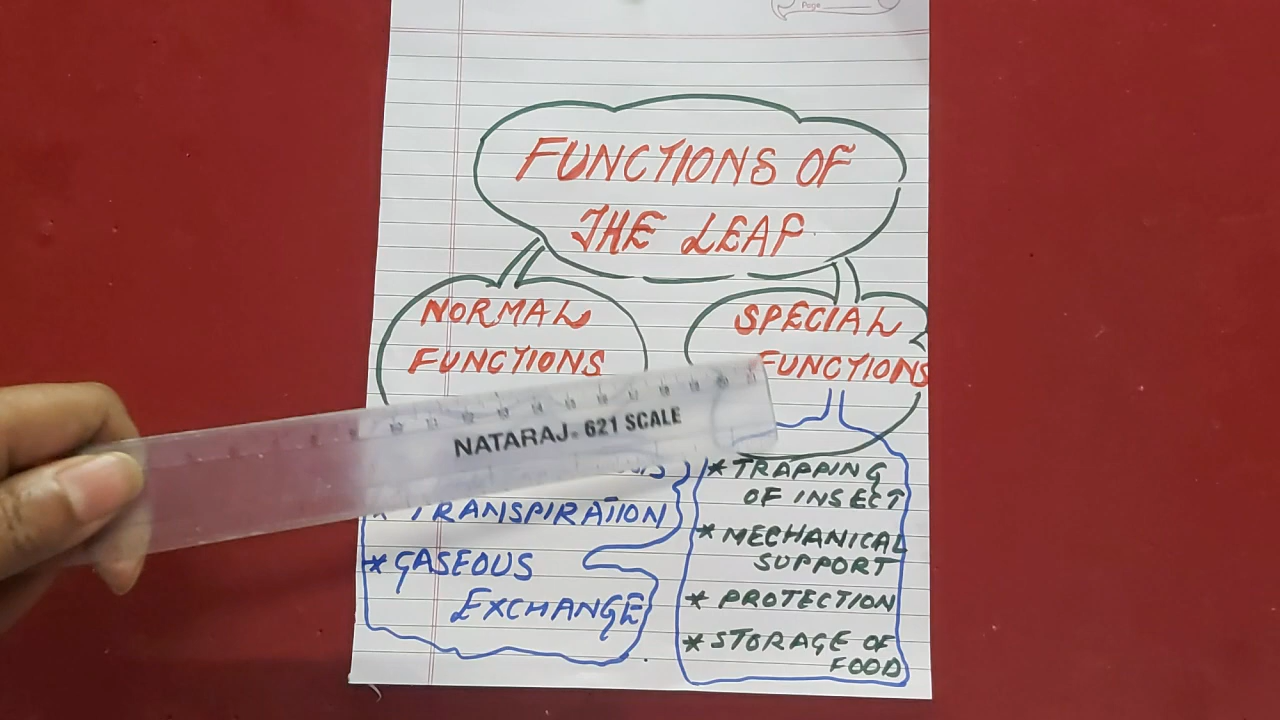 Page
FUNCTIONS OF
THE LEAF
NORMAL
FUNCTIONS
SPECIAL
FUNCTIONS
NATARAJ 621 SCALE
* TRANSPIRATION
* GASEOUS
EXCHANGE
* TRAPPING
OF INSECT
* MECHANICAL
SUPPORT
* PROTECTION
* STORAGE OF
FOOD